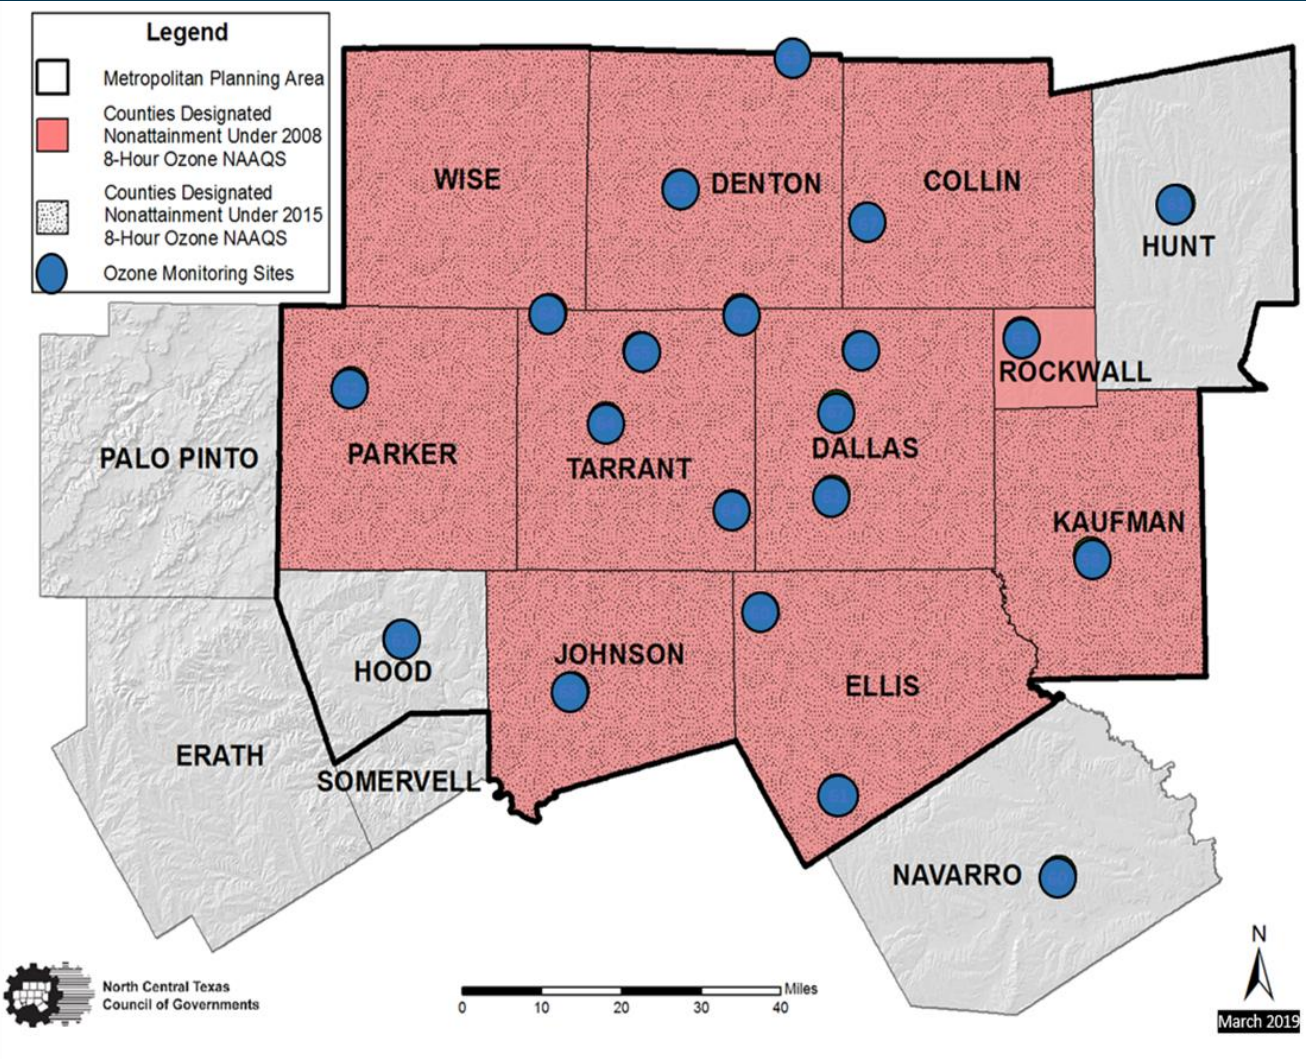 Legend
Metropolitan Planning Area
Counties Designated
Nonattainment Under 2008
8-Hour Ozone NAAQS
Counties Designated
Nonattainment Under 2015
8-Hour Ozone NAAQS
Ozone Monitoring Sites
WISE
DENTON
COLLIN
HUNT
ROCKWALL
PALO PINTO
PARKER
TARRANT
DALLAS
KAUFMAN
HOOD
JOHNSON
ELLIS
ERATH
SOMERVELL
NAVARRO
N
North Central Texas
Council of Governments
Miles
0 10 20 30 40
March 2019